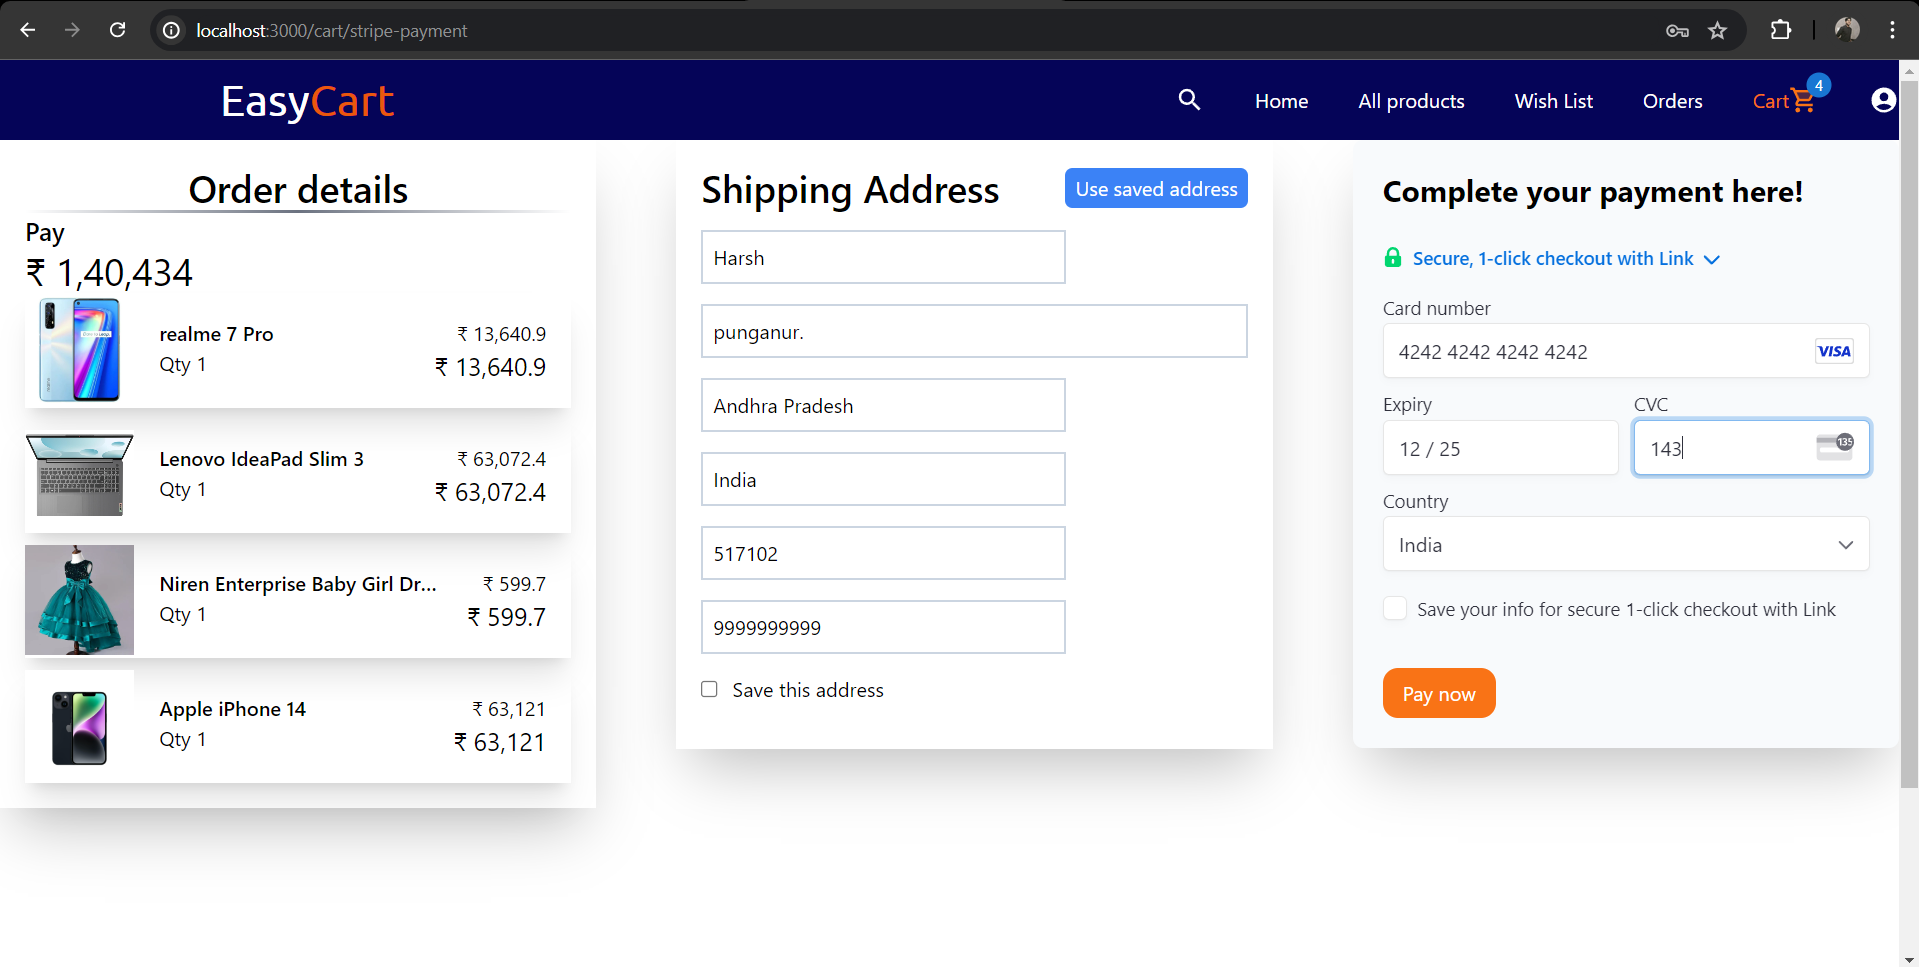 localhost:3000/cart/stripe-payment
EasyCart
Home
All products
Wish List
Orders
Cart
4
Order details
Pay
₹ 1,40,434
realme 7 Pro
₹ 13,640.9
Qty 1
₹ 13,640.9
Lenovo IdeaPad Slim 3
₹ 63,072.4
Qty 1
₹ 63,072.4
Niren Enterprise Baby Girl Dr...
₹ 599.7
Qty 1
₹ 599.7
Apple iPhone 14
₹ 63,121
Qty 1
₹ 63,121
Shipping Address
Use saved address
Harsh
punganur.
Andhra Pradesh
India
517102
9999999999
Save this address
Complete your payment here!
Secure, 1-click checkout with Link
Card number
4242 4242 4242 4242
VISA
Expiry
CVC
12 / 25
143
135
Country
India
Save your info for secure 1-click checkout with Link
Pay now